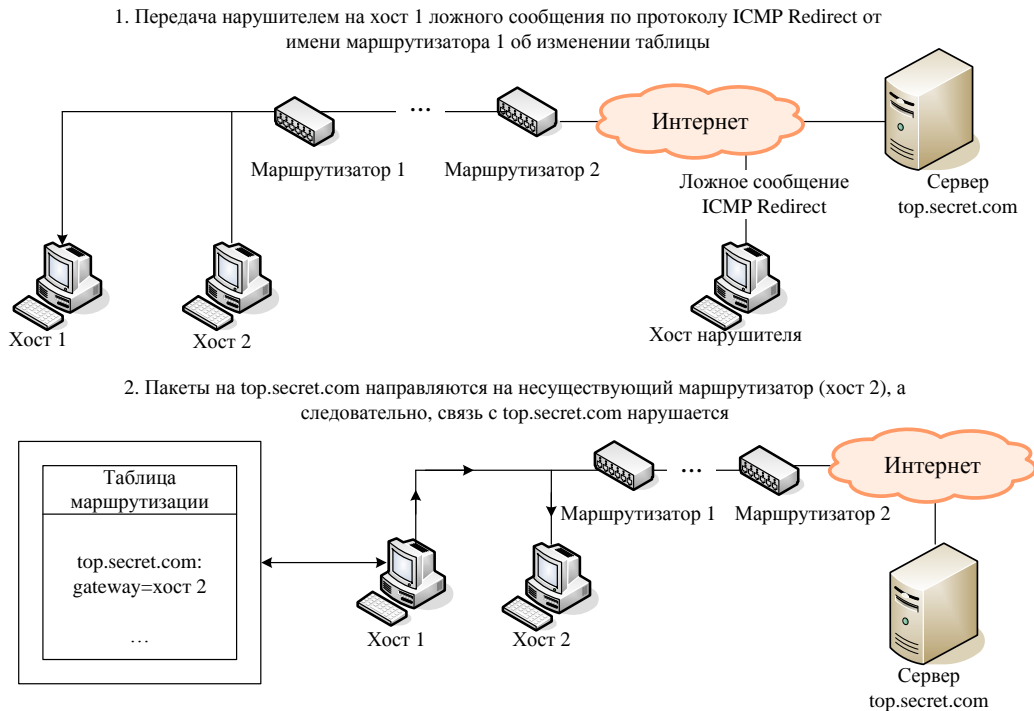 1. Передача нарушителем на хост 1 ложного сообщения по протоколу ICMP Redirect от
имени маршрутизатора 1 об изменении таблицы
...
Интернет
Маршрутизатор 1
Маршрутизатор 2
Ложное сообщение
ICMP Redirect
Сервер
top.secret.com
Хост 1
Хост 2
Хост нарушителя
2. Пакеты на top.secret.com направляются на несуществующий маршрутизатор (хост 2), а
следовательно, связь с top.secret.com нарушается
Таблица
маршрутизации
top.secret.com:
gateway=хост 2
...
...
Интернет
Маршрутизатор 1
Маршрутизатор 2
Хост 1
Хост 2
Сервер
top.secret.com